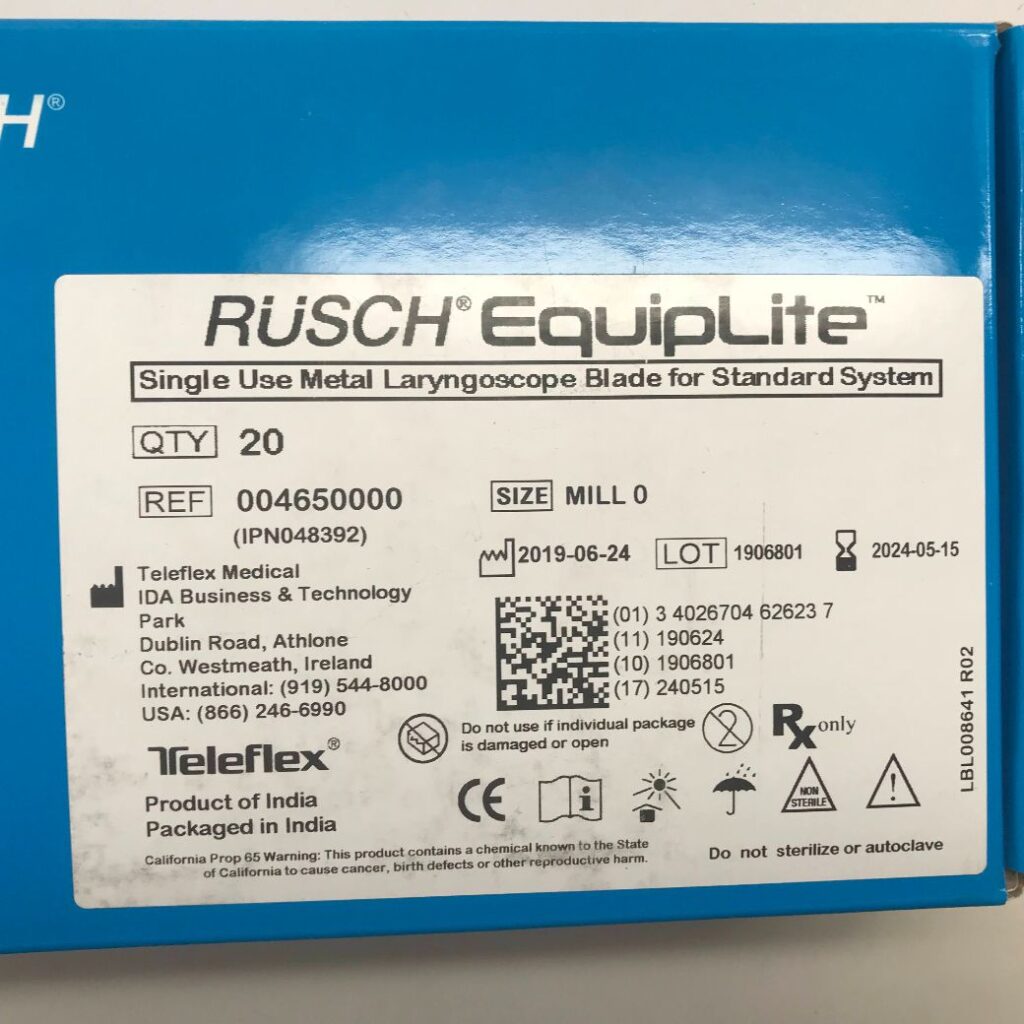 H®
RÜSCH® EquipLite™
Single Use Metal Laryngoscope Blade for Standard System
QTY 20
REF 004650000
(IPN048392)
SIZE MILL 0
2019-06-24 LOT 1906801 2024-05-15
Teleflex Medical
IDA Business & Technology
Park
Dublin Road, Athlone
Co. Westmeath, Ireland
International: (919) 544-8000
USA: (866) 246-6990
(01) 3 4026704 62623 7
(11) 190624
(10) 1906801
(17) 240515
Do not use if individual package
is damaged or open
2
Rx only
LBL008641 R02
Teleflex®
Product of India
Packaged in India
CE
i
NON
STERILE
!
Do not sterilize or autoclave
California Prop 65 Warning: This product contains a chemical known to the State
of California to cause cancer, birth defects or other reproductive harm.